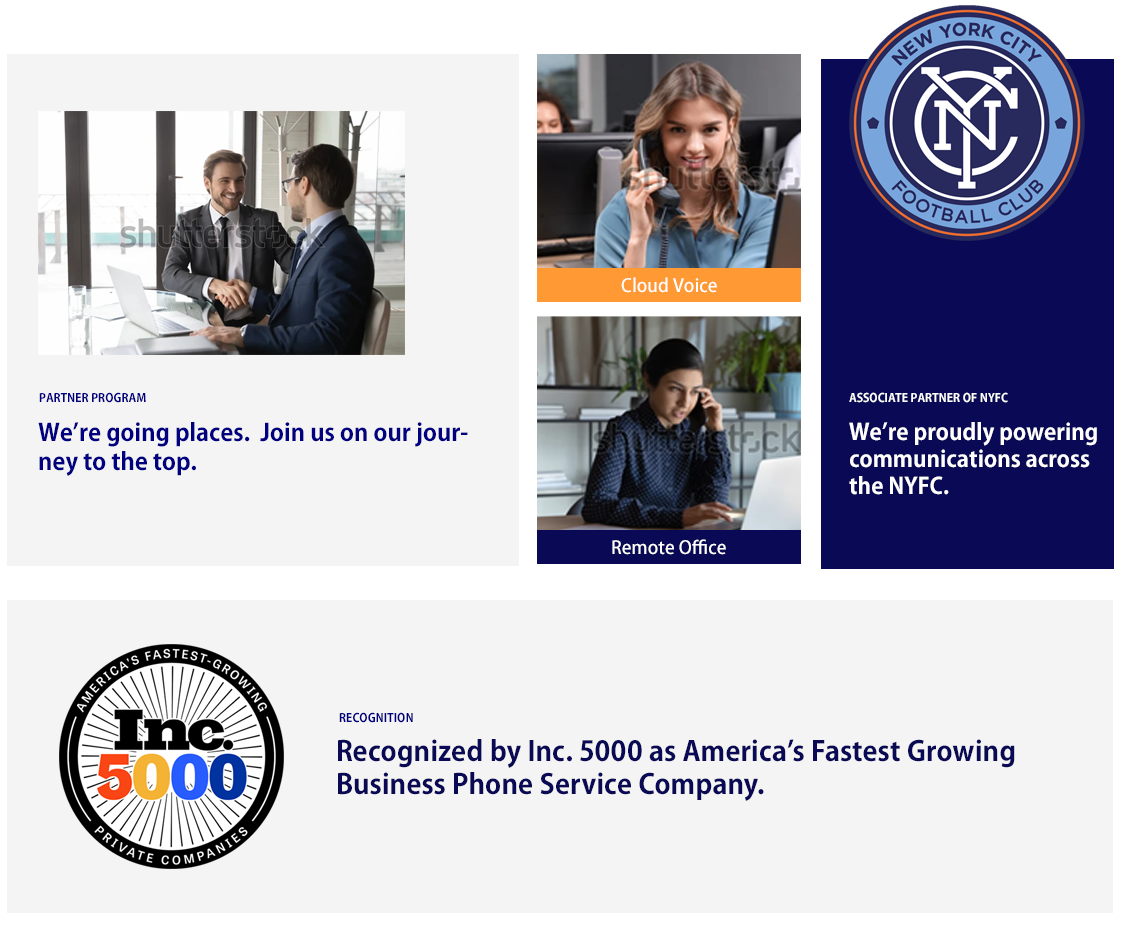 shutterstock
PARTNER PROGRAM
We’re going places.  Join us on our jour-
ney to the top.
shutterstr
Cloud Voice
shutterstock
Remote Office
NEW YORK CITY
NYC
FOOTBALL CLUB
ASSOCIATE PARTNER OF NYFC
We’re proudly powering
communications across
the NYFC.
AMERICA’S FASTEST-GROWING
Inc.
5000
PRIVATE COMPANIES
RECOGNITION
Recognized by Inc. 5000 as America’s Fastest Growing
Business Phone Service Company.